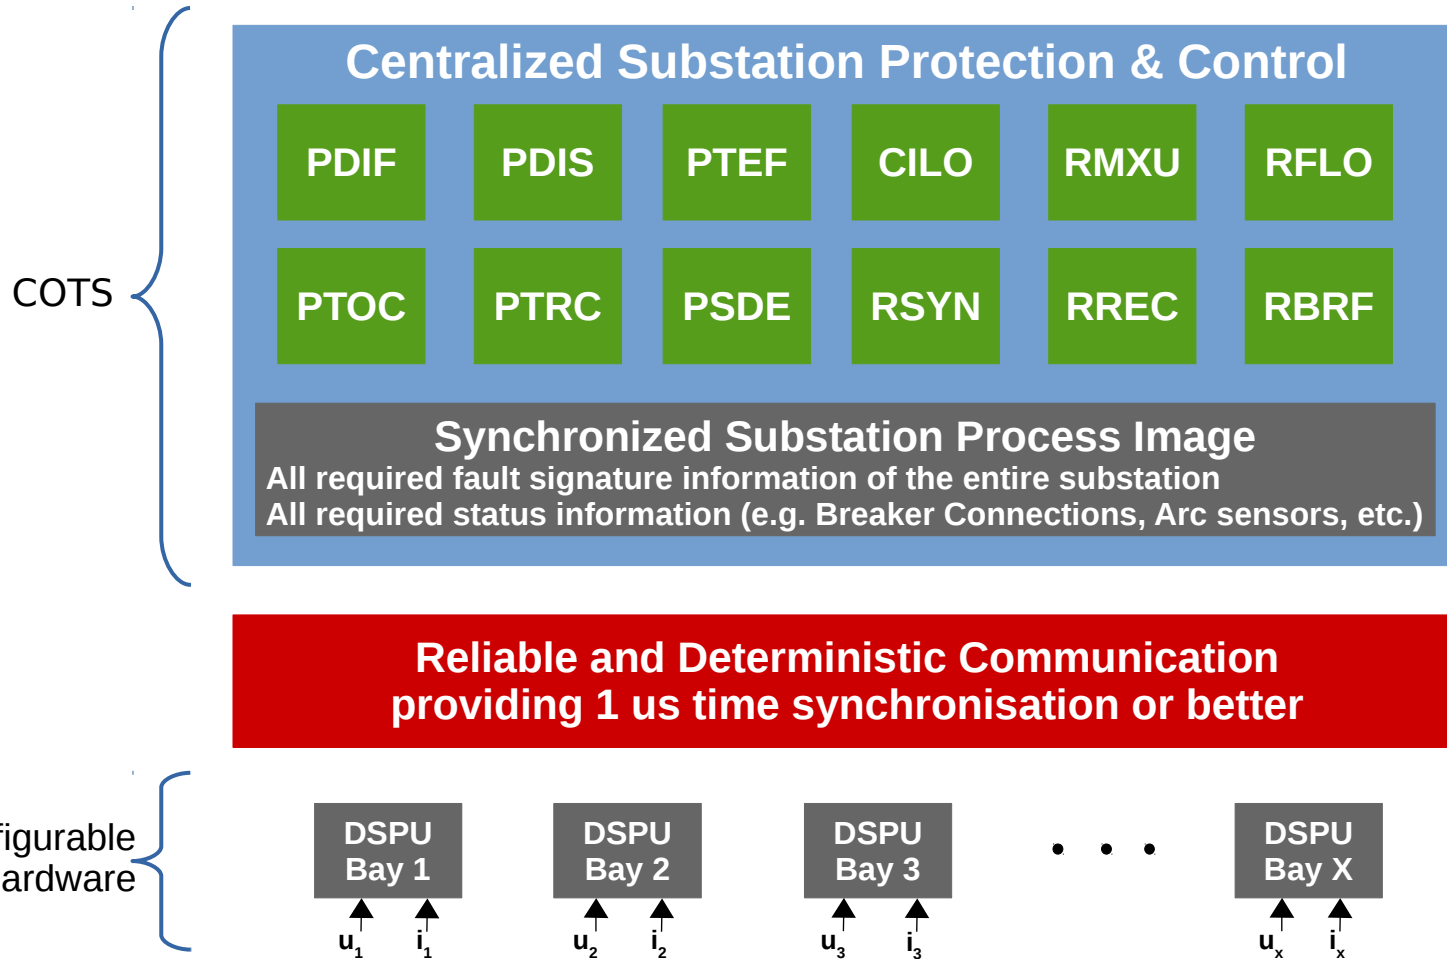 Centralized Substation Protection & Control
PDIF PDIS PTEF CILO RMXU RFLO
COTS
PTOC PTRC PSDE RSYN RREC RBRF
Synchronized Substation Process Image
All required fault signature information of the entire substation
All required status information (e.g. Breaker Connections, Arc sensors, etc.)
Reliable and Deterministic Communication
providing 1 us time synchronisation or better
figurable
ardware
DSPU
Bay 1
DSPU
Bay 2
DSPU
Bay 3
. . .
DSPU
Bay X
u1 i1 u2 i2 u3 i3 ux ix